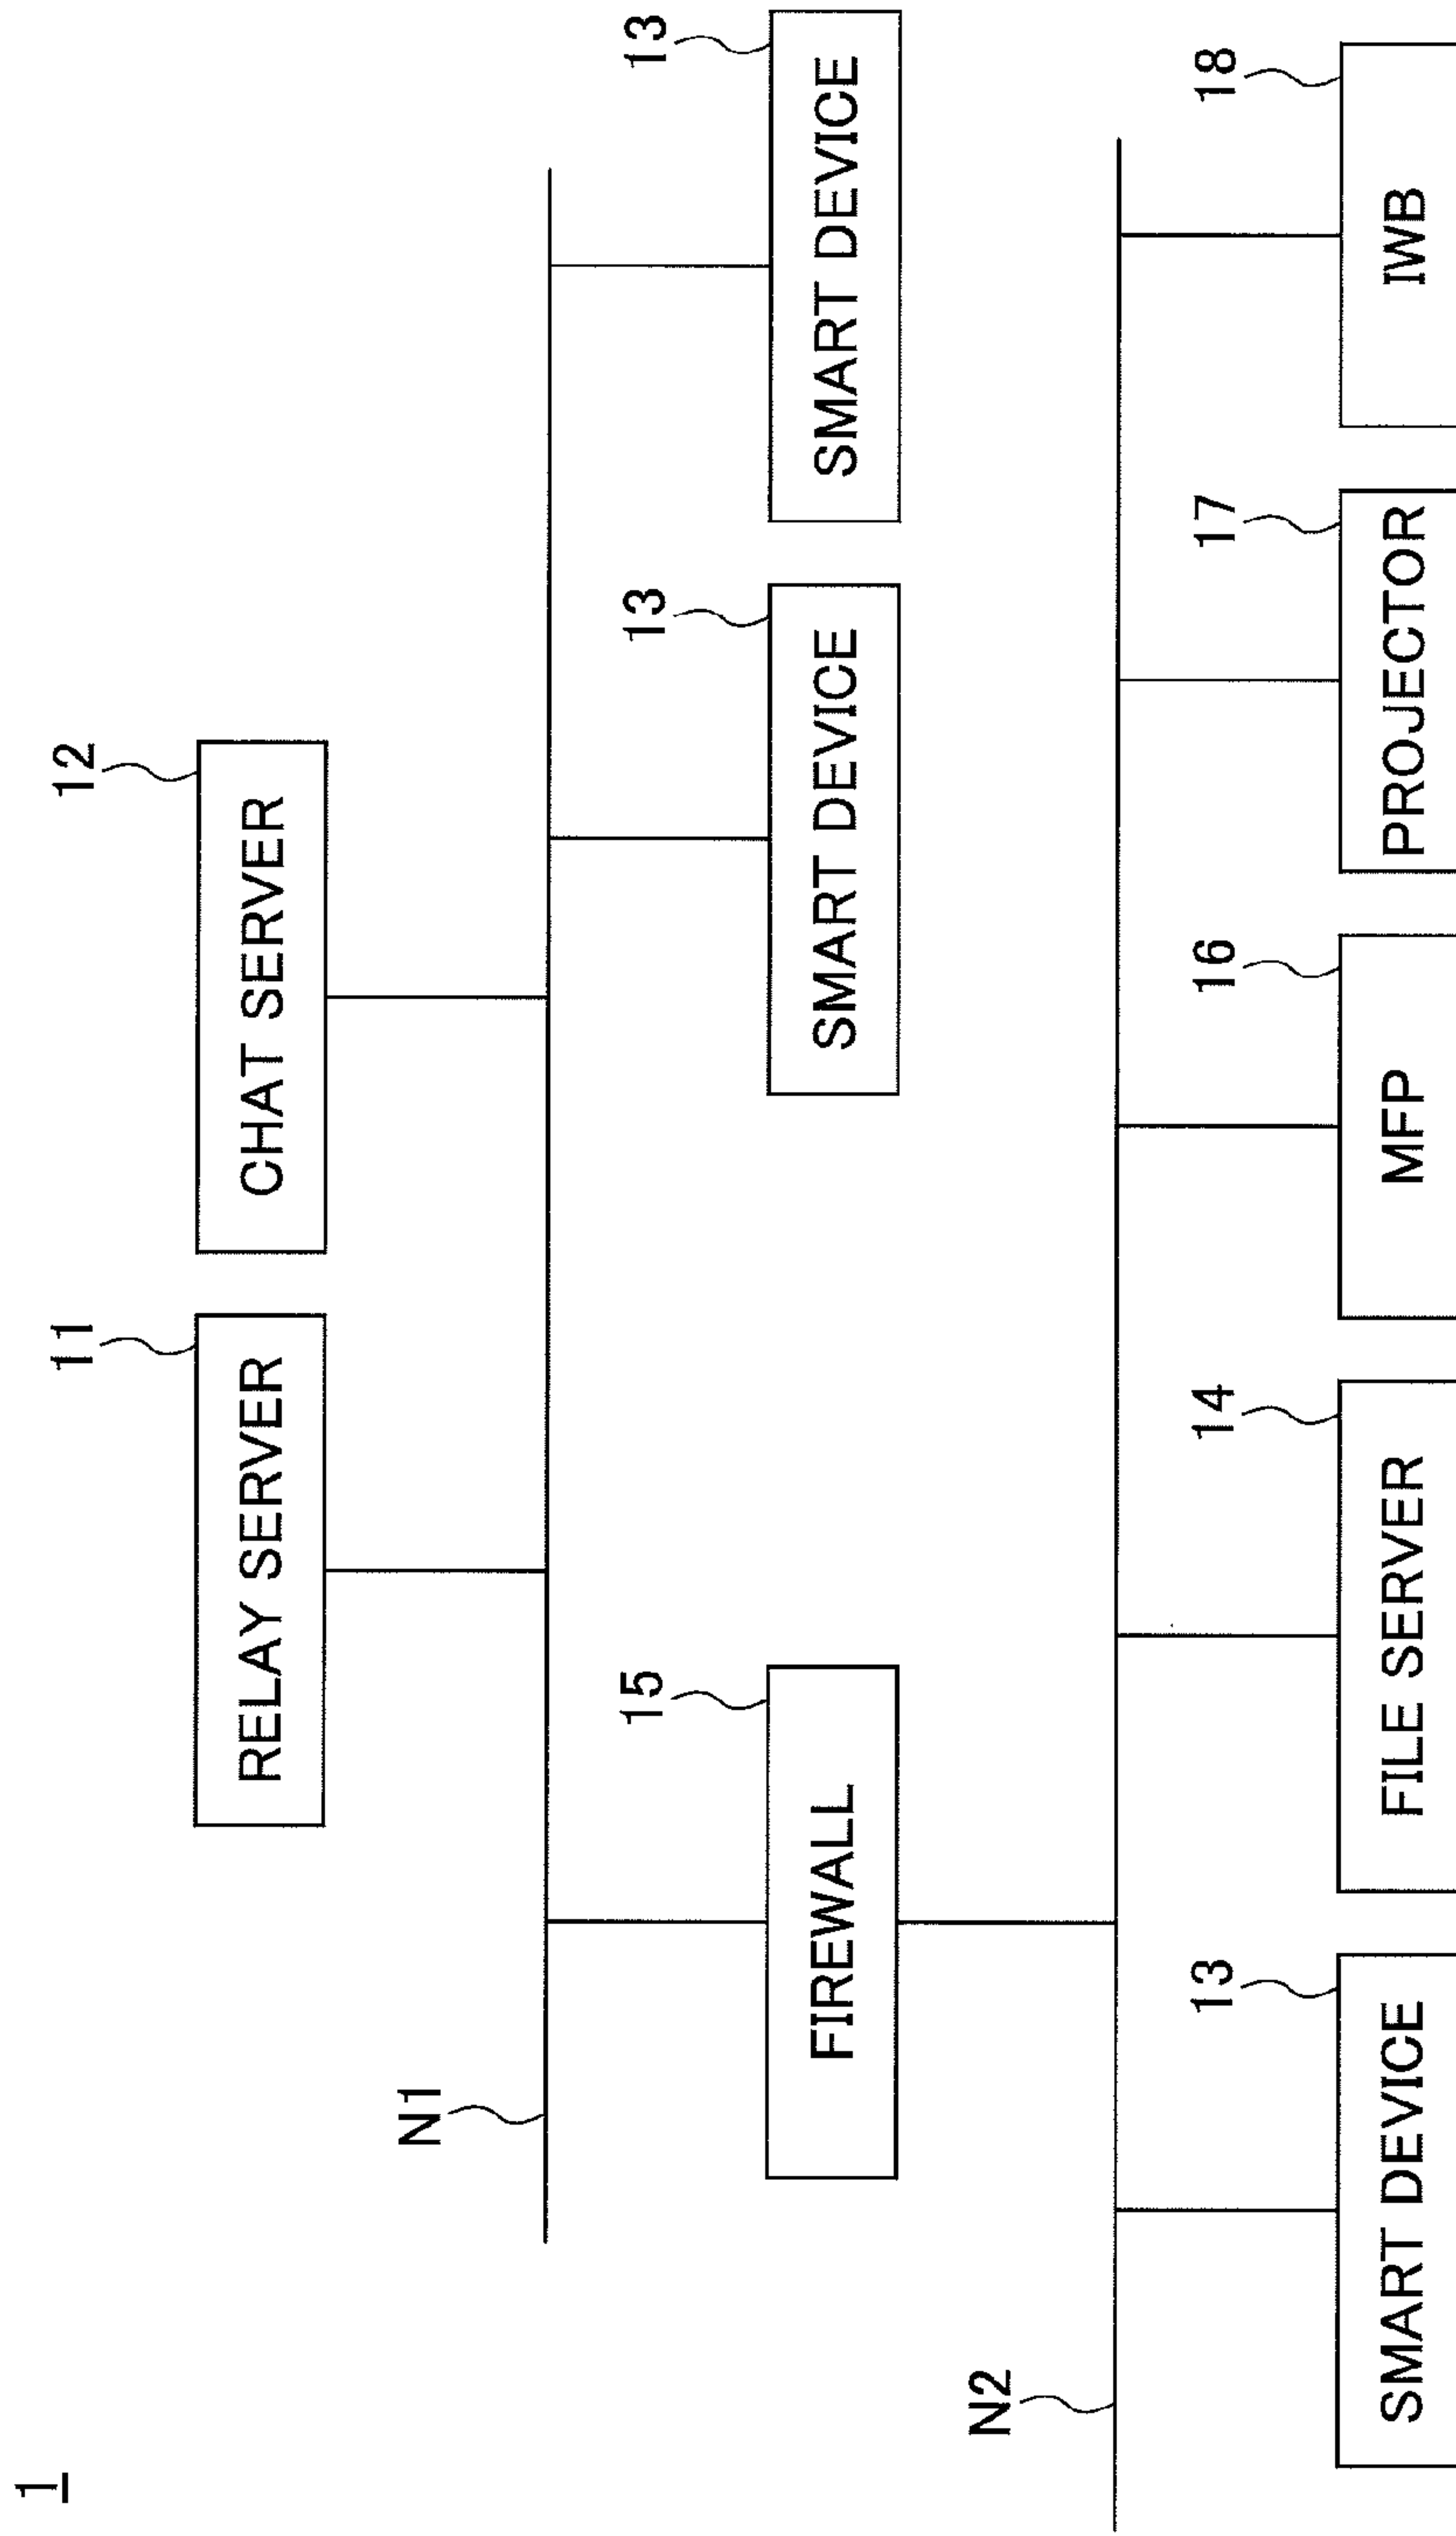 1
11
12
RELAY SERVER
CHAT SERVER
N1
15
13
13
FIREWALL
SMART DEVICE
SMART DEVICE
N2
13
14
16
17
18
SMART DEVICE
FILE SERVER
MFP
PROJECTOR
IWB